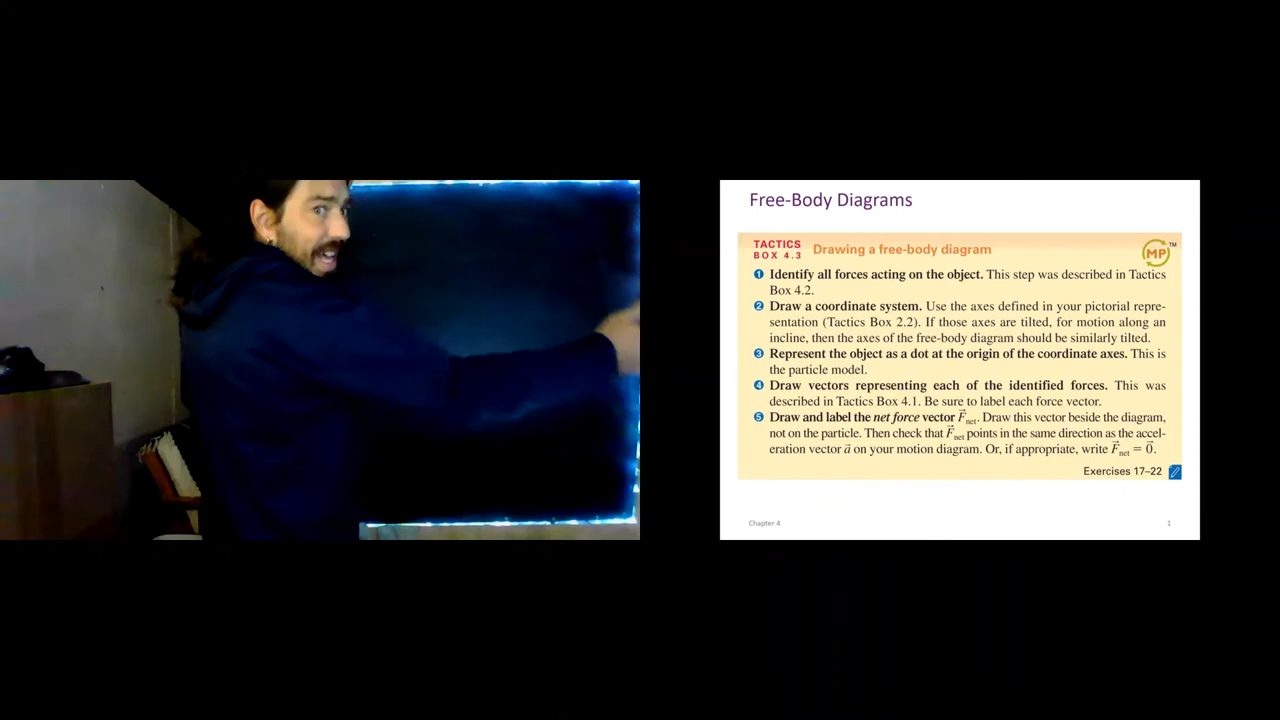 Free-Body Diagrams
TACTICS
BOX 4.3
Drawing a free-body diagram
MP™
1 Identify all forces acting on the object. This step was described in Tactics
Box 4.2.
2 Draw a coordinate system. Use the axes defined in your pictorial repre-
sentation (Tactics Box 2.2). If those axes are tilted, for motion along an
incline, then the axes of the free-body diagram should be similarly tilted.
3 Represent the object as a dot at the origin of the coordinate axes. This is
the particle model.
4 Draw vectors representing each of the identified forces. This was
described in Tactics Box 4.1. Be sure to label each force vector.
5 Draw and label the net force vector F⃗net. Draw this vector beside the diagram,
not on the particle. Then check that F⃗net points in the same direction as the accel-
eration vector a⃗ on your motion diagram. Or, if appropriate, write F⃗net = 0⃗.
Exercises 17–22
Chapter 4
1